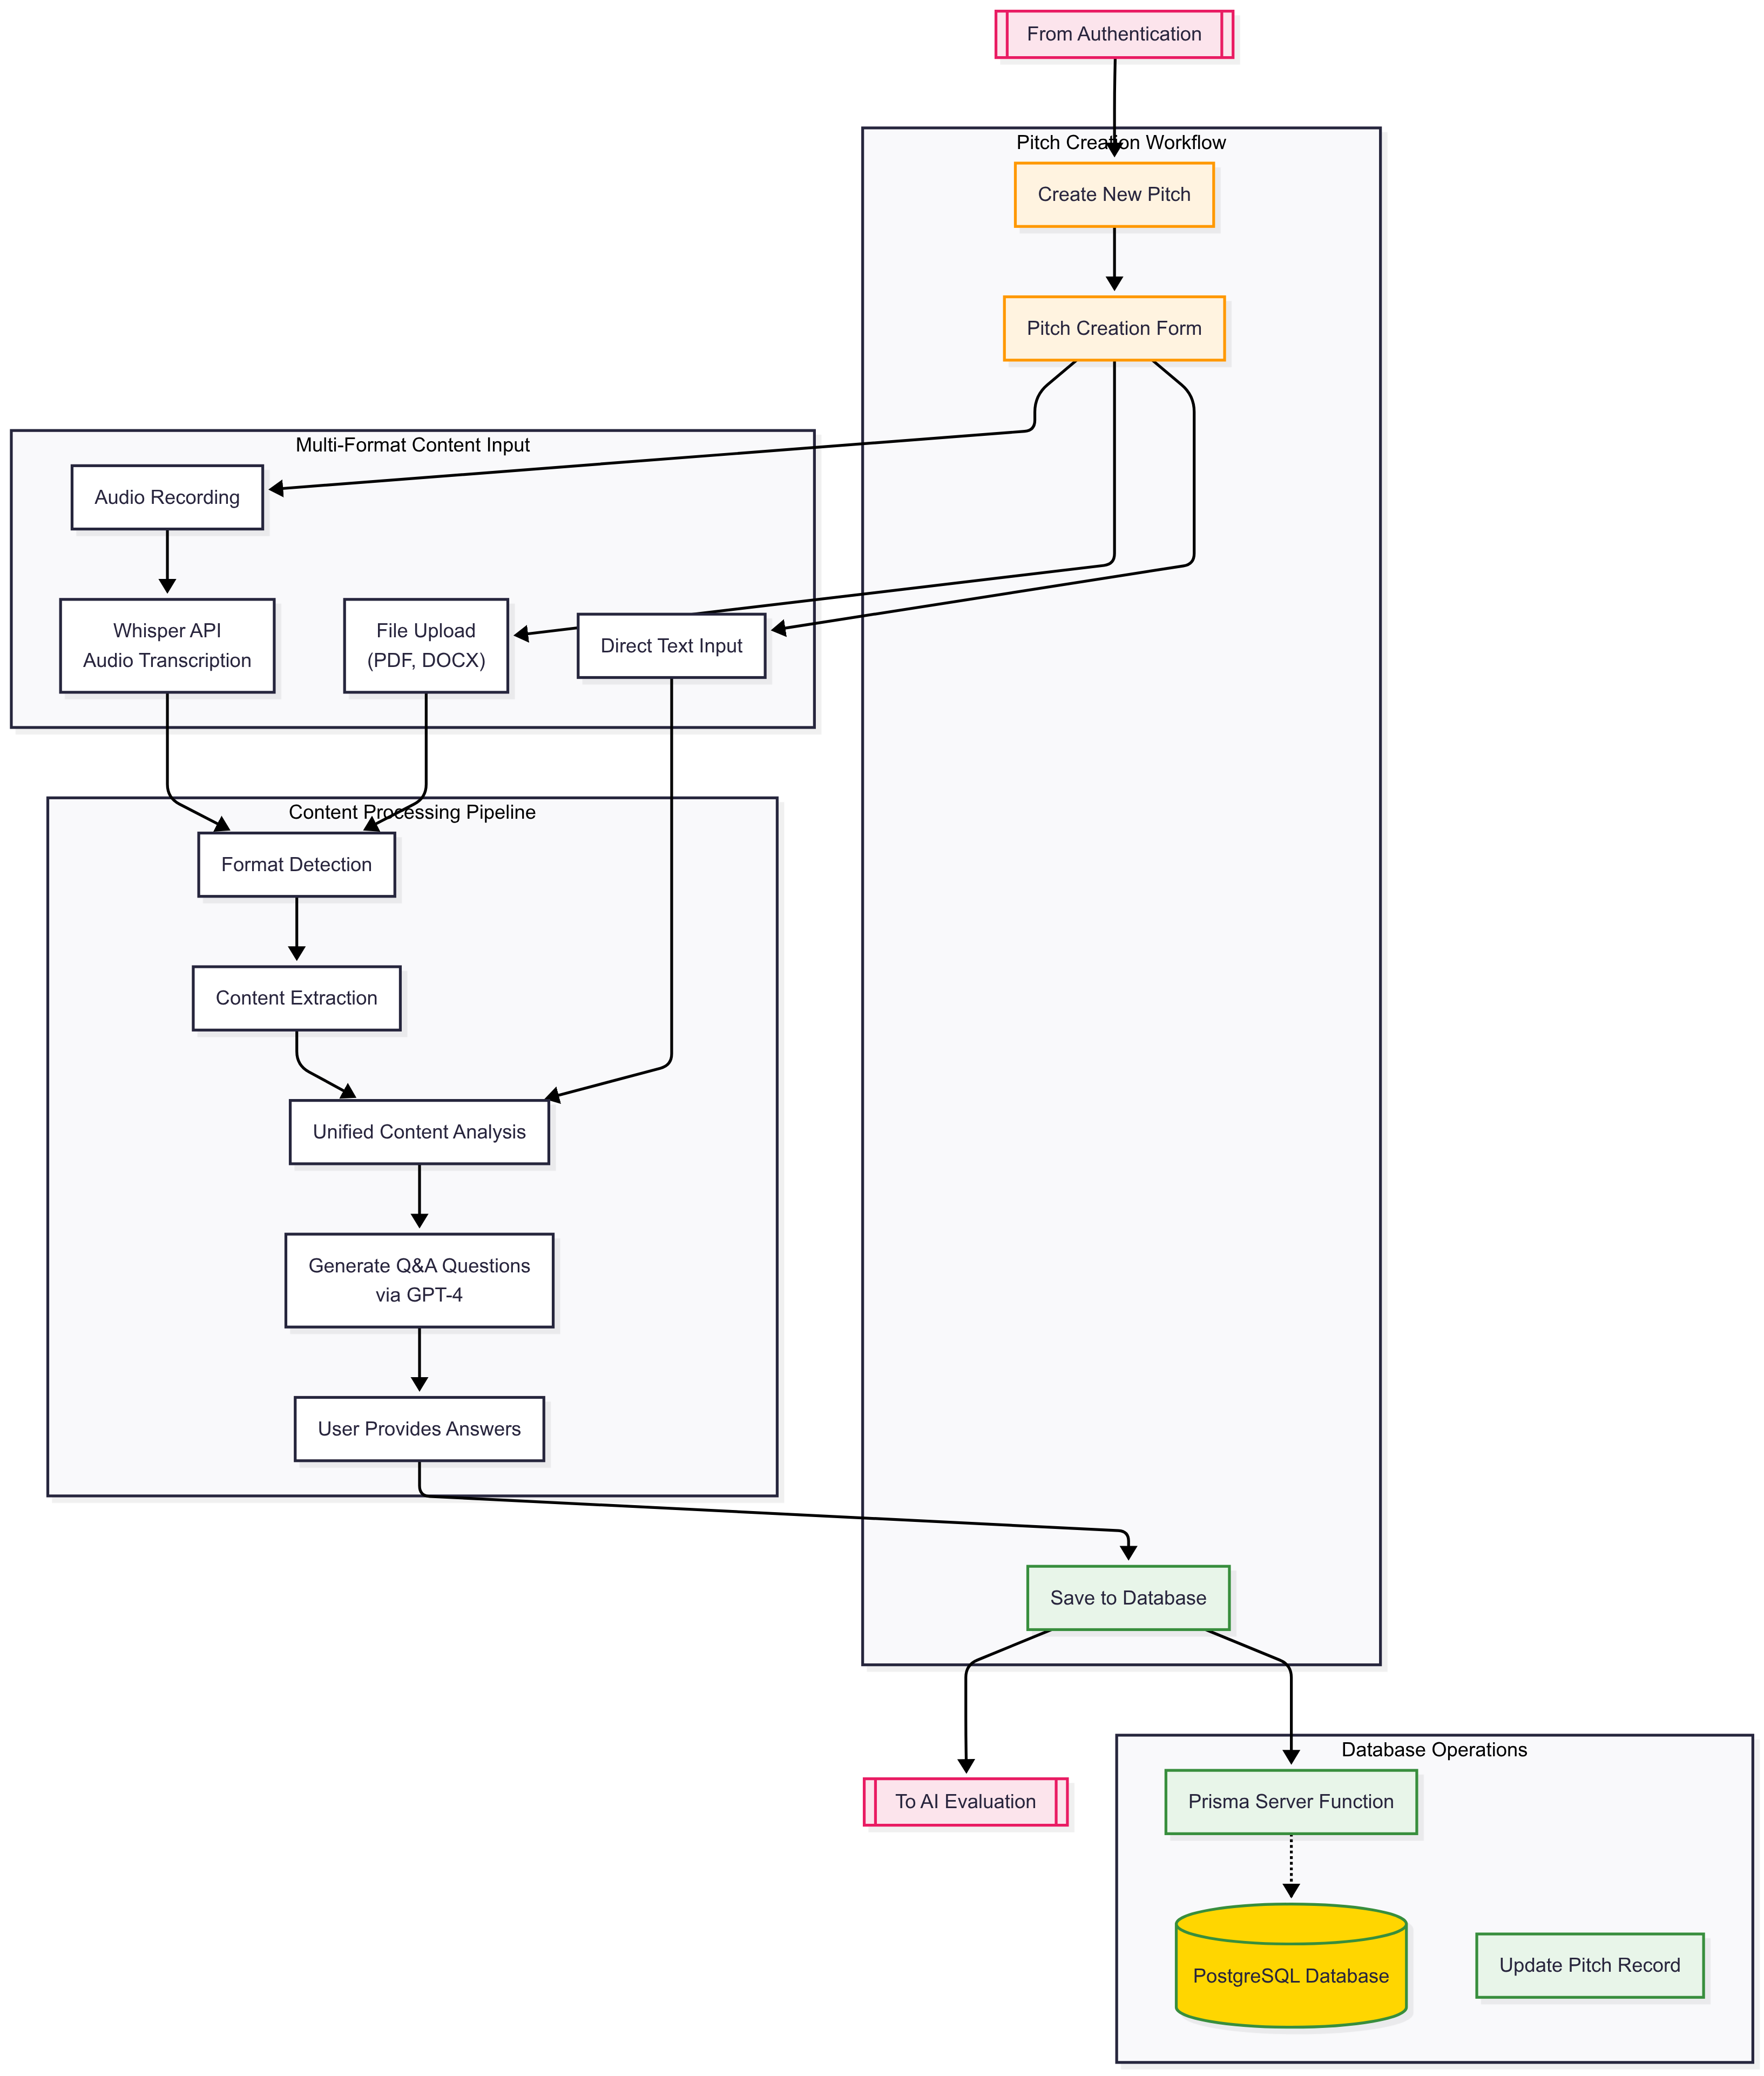 From Authentication
Pitch Creation Workflow
Create New Pitch
Pitch Creation Form
Multi-Format Content Input
Audio Recording
Whisper API
Audio Transcription
File Upload
(PDF, DOCX)
Direct Text Input
Content Processing Pipeline
Format Detection
Content Extraction
Unified Content Analysis
Generate Q&A Questions
via GPT-4
User Provides Answers
Save to Database
Database Operations
To AI Evaluation
Prisma Server Function
PostgreSQL Database
Update Pitch Record